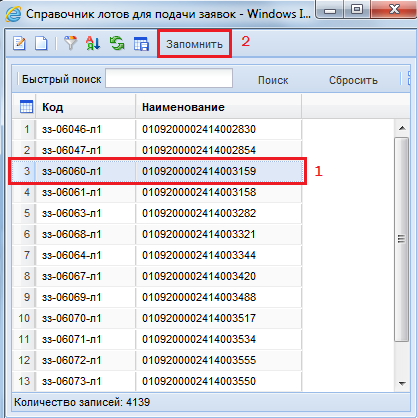 Справочник лотов для подачи заявок - Windows I...
Запомнить 2
Быстрый поиск Поиск Сбросить
Код Наименование
1 зз-06046-л1 0109200002414002830
2 зз-06047-л1 0109200002414002854
3 зз-06060-л1 0109200002414003159 1
4 зз-06061-л1 0109200002414003158
5 зз-06063-л1 0109200002414003282
6 зз-06068-л1 0109200002414003321
7 зз-06064-л1 0109200002414003344
8 зз-06067-л1 0109200002414003420
9 зз-06069-л1 0109200002414003488
10 зз-06070-л1 0109200002414003517
11 зз-06071-л1 0109200002414003534
12 зз-06072-л1 0109200002414003555
13 зз-06073-л1 0109200002414003550
Количество записей: 4139